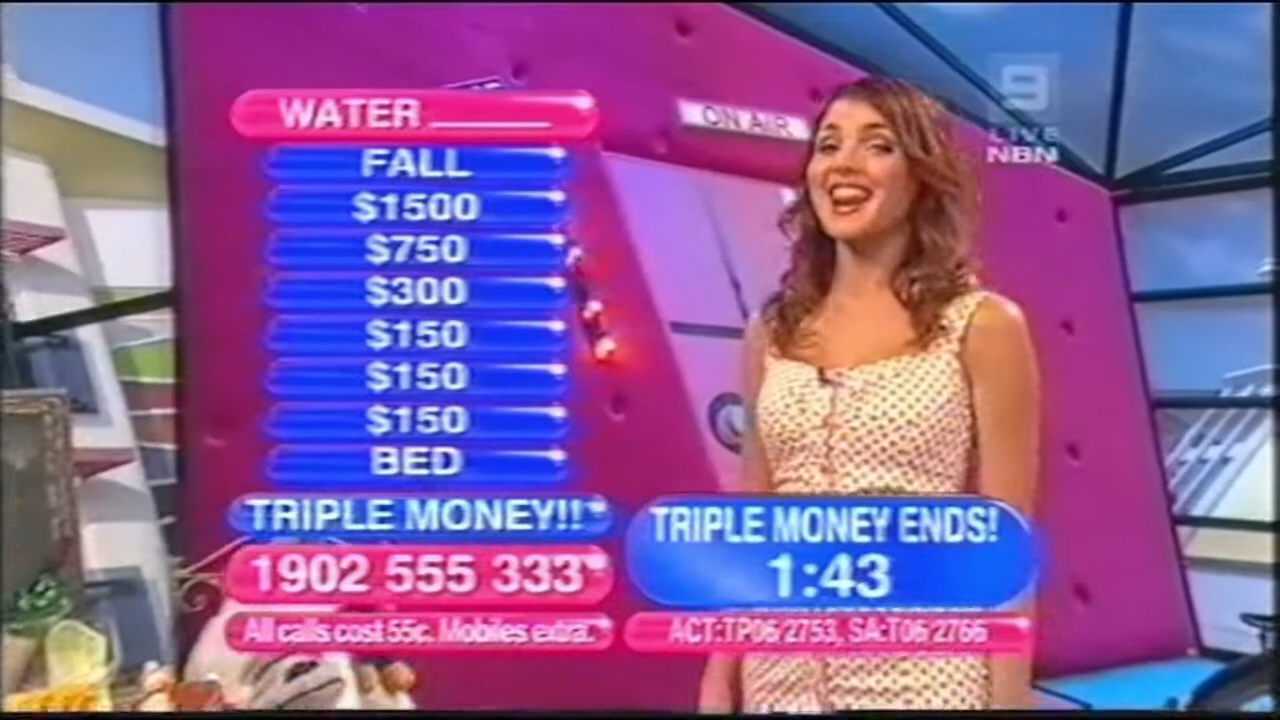 WATER ________
FALL
$1500
$750
$300
$150
$150
$150
BED
TRIPLE MONEY!!*
1902 555 333*
All calls cost 55c. Mobiles extra.*
TRIPLE MONEY ENDS!
1:43
ACT:TP06 2753, SA:T06 2766
ON AIR
9
LIVE
NBN